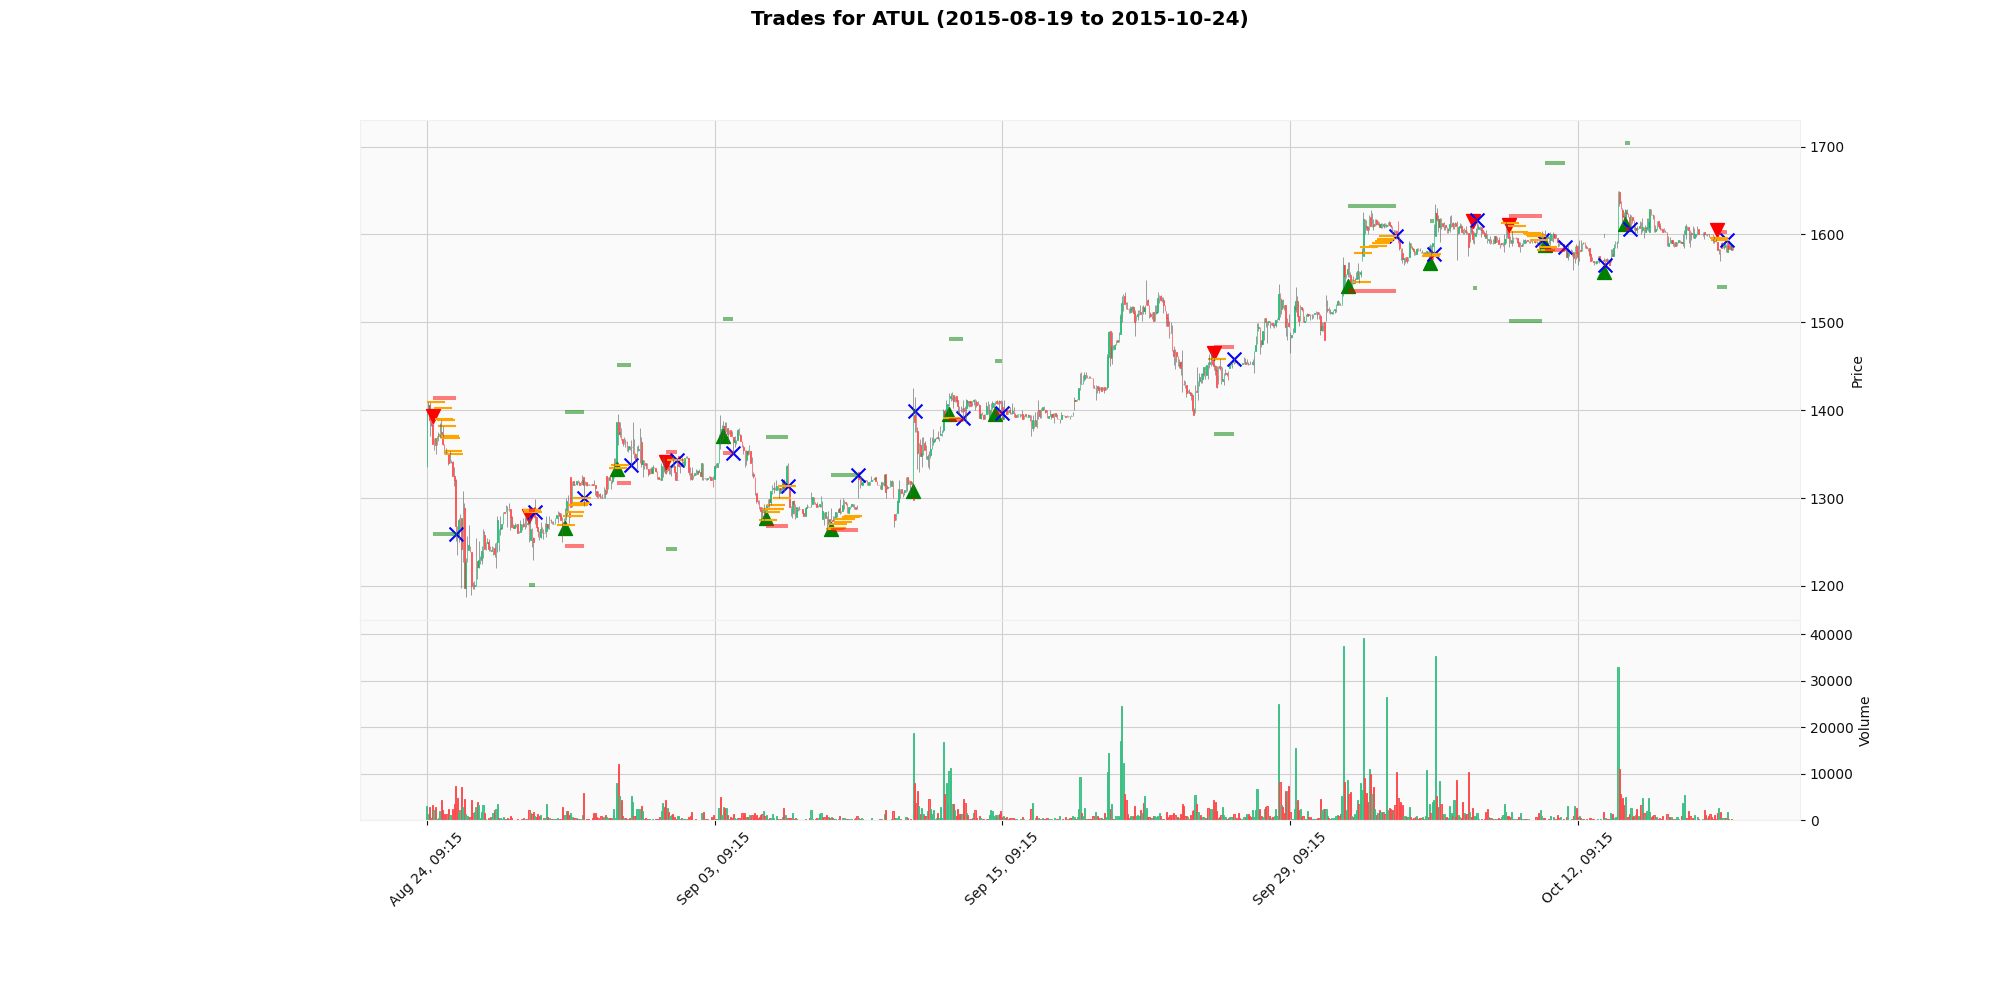 Trades for ATUL (2015-08-19 to 2015-10-24)
1700
1600
1500
1400
1300
1200
Price
40000
30000
20000
10000
0
Volume
Aug 24, 09:15
Sep 03, 09:15
Sep 15, 09:15
Sep 29, 09:15
Oct 12, 09:15